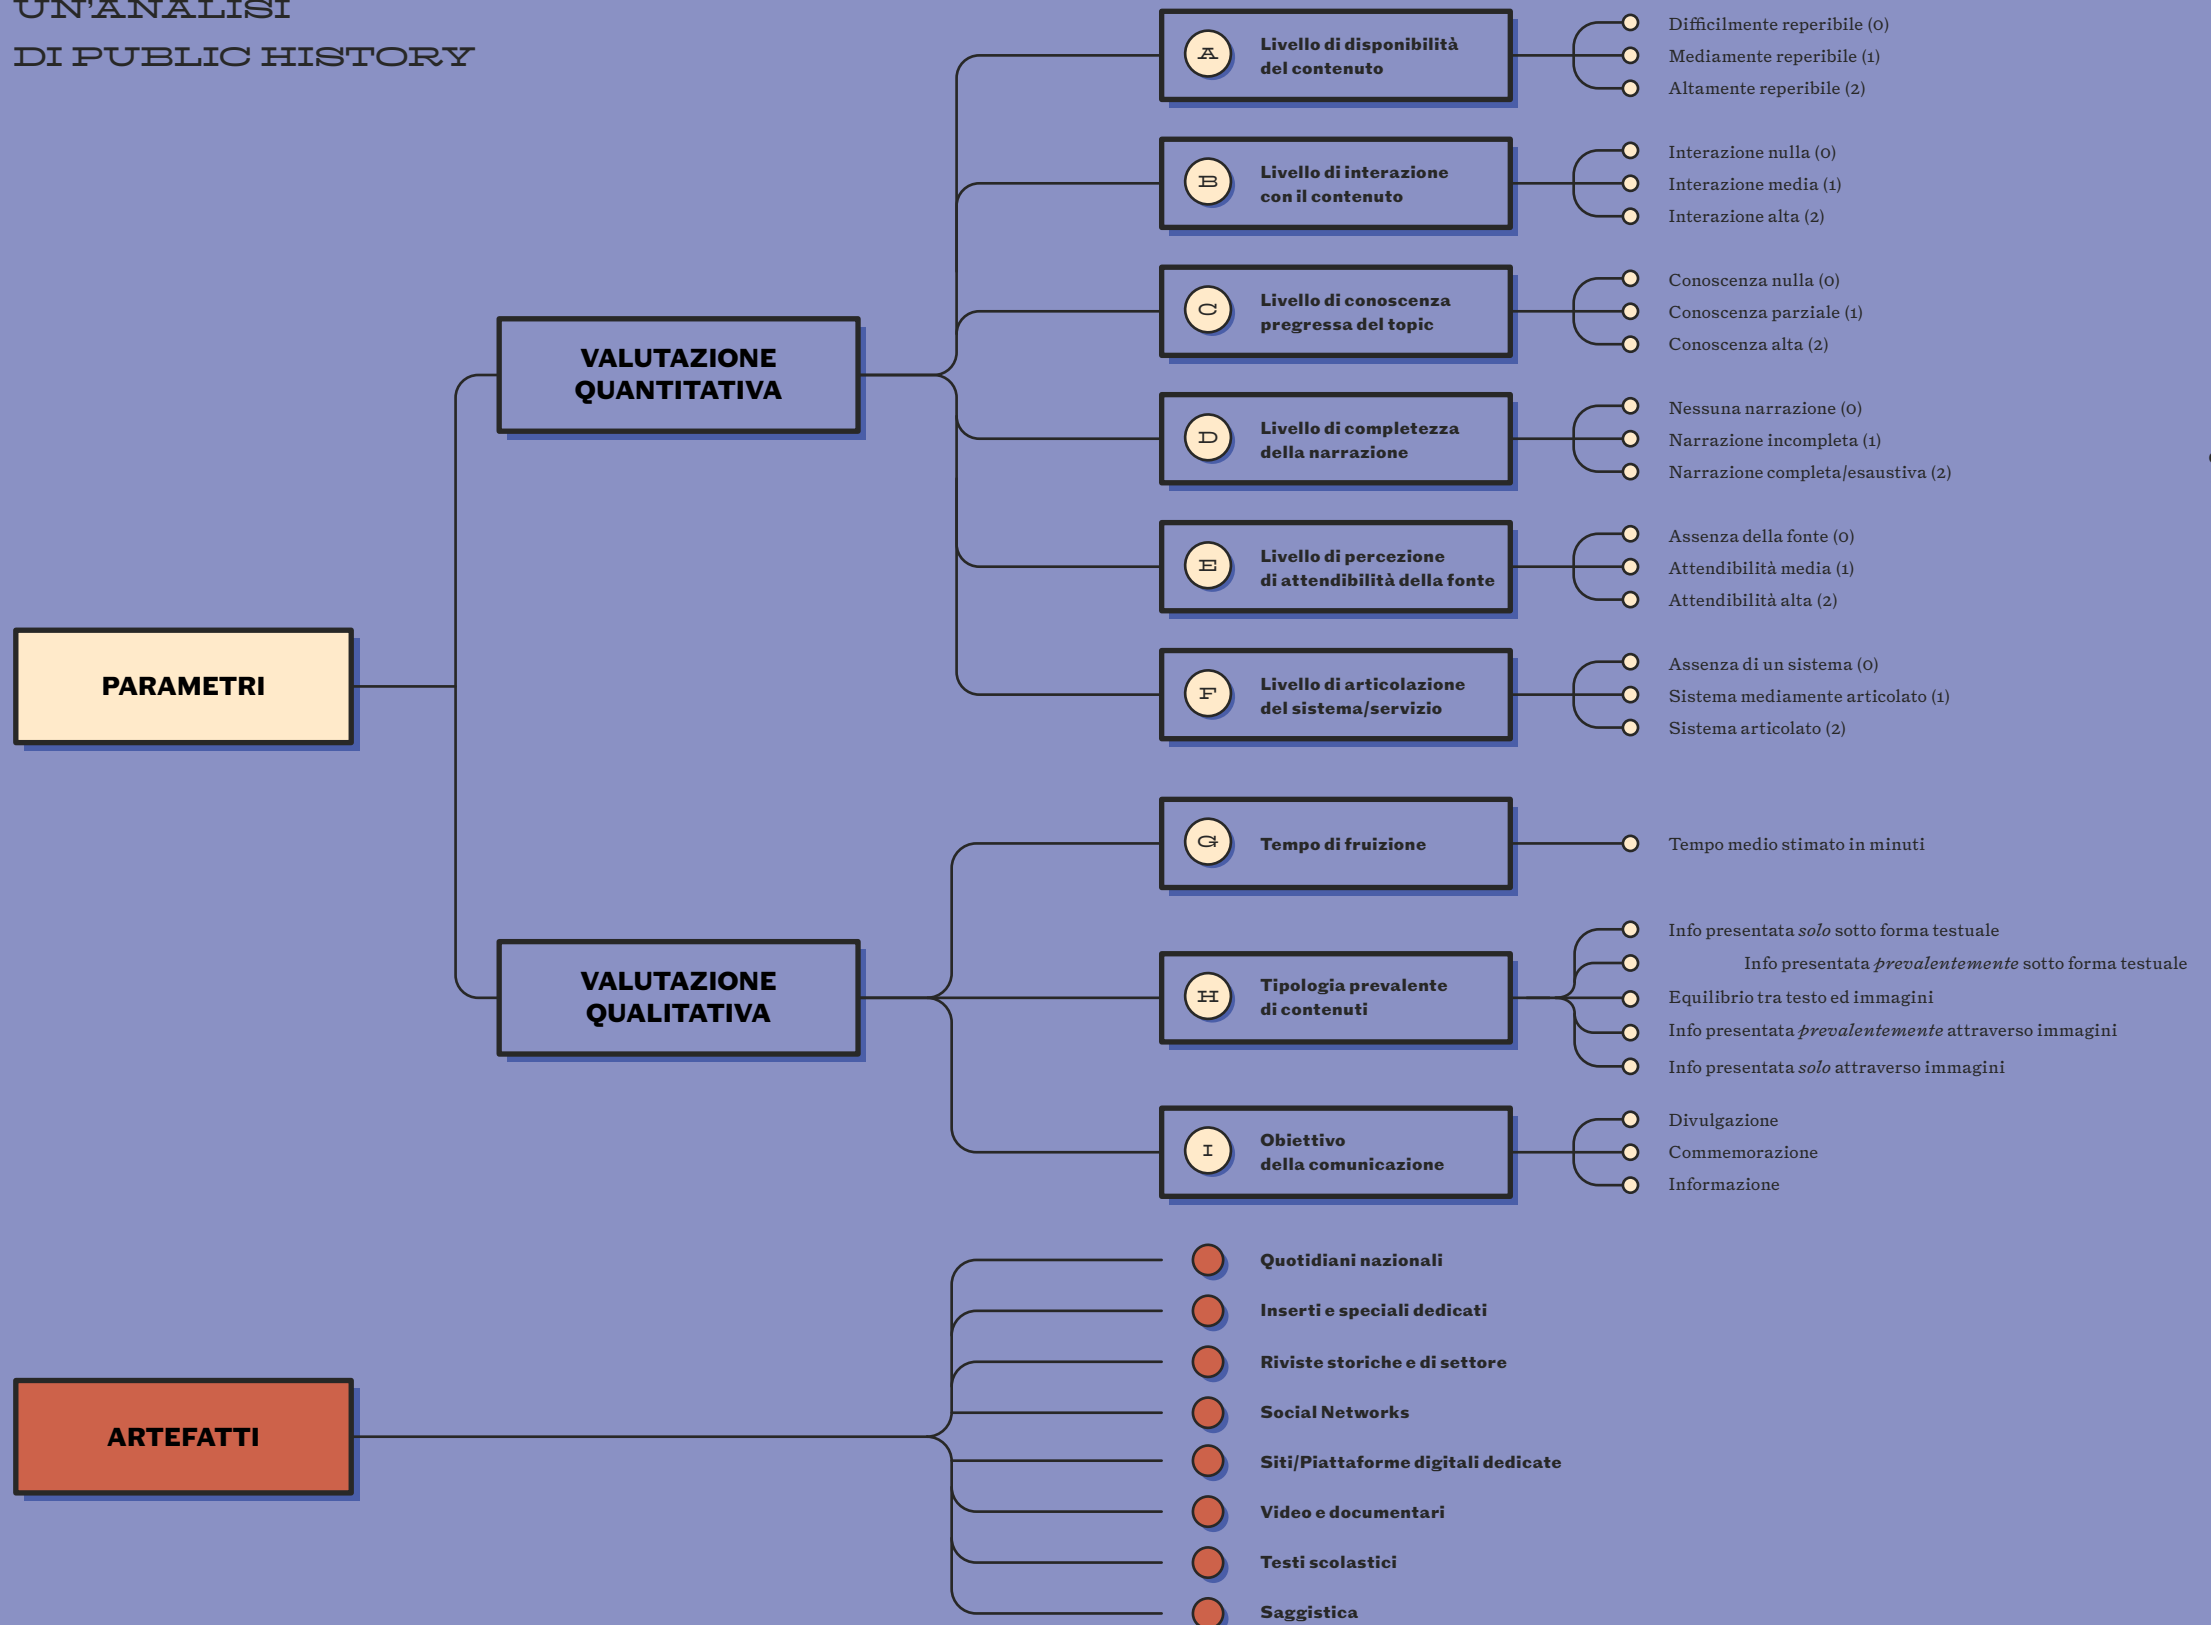 UN'ANALISI
DI PUBLIC HISTORY
PARAMETRI
VALUTAZIONE
QUANTITATIVA
A
Livello di disponibilità
del contenuto
Difficilmente reperibile (0)
Mediamente reperibile (1)
Altamente reperibile (2)
B
Livello di interazione
con il contenuto
Interazione nulla (0)
Interazione media (1)
Interazione alta (2)
C
Livello di conoscenza
pregressa del topic
Conoscenza nulla (0)
Conoscenza parziale (1)
Conoscenza alta (2)
D
Livello di completezza
della narrazione
Nessuna narrazione (0)
Narrazione incompleta (1)
Narrazione completa/esaustiva (2)
E
Livello di percezione
di attendibilità della fonte
Assenza della fonte (0)
Attendibilità media (1)
Attendibilità alta (2)
F
Livello di articolazione
del sistema/servizio
Assenza di un sistema (0)
Sistema mediamente articolato (1)
Sistema articolato (2)
VALUTAZIONE
QUALITATIVA
G
Tempo di fruizione
Tempo medio stimato in minuti
H
Tipologia prevalente
di contenuti
Info presentata solo sotto forma testuale
Info presentata prevalentemente sotto forma testuale
Equilibrio tra testo ed immagini
Info presentata prevalentemente attraverso immagini
Info presentata solo attraverso immagini
I
Obiettivo
della comunicazione
Divulgazione
Commemorazione
Informazione
ARTEFATTI
Quotidiani nazionali
Inserti e speciali dedicati
Riviste storiche e di settore
Social Networks
Siti/Piattaforme digitali dedicate
Video e documentari
Testi scolastici
Saggistica